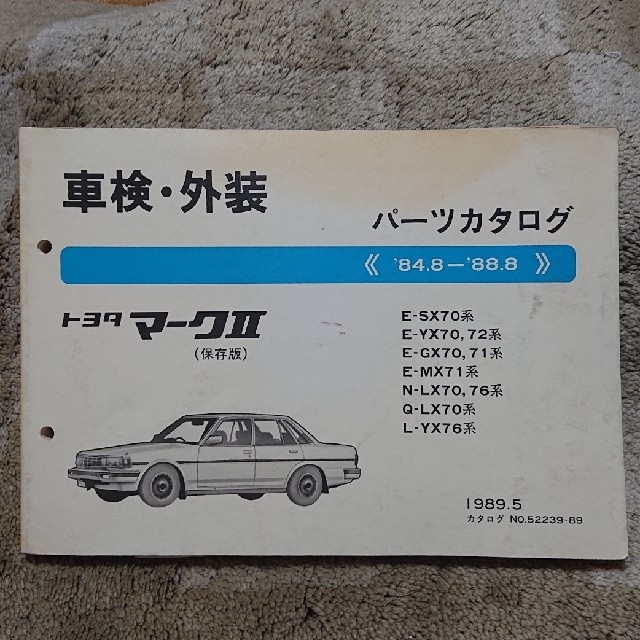 車検・外装
パーツカタログ
《 '84.8－'88.8 》
トヨタ マークII
(保存版)
E-SX70系
E-YX70,72系
E-GX70,71系
E-MX71系
N-LX70,76系
Q-LX70系
L-YX76系
1989.5
カタログ NO.52239-89